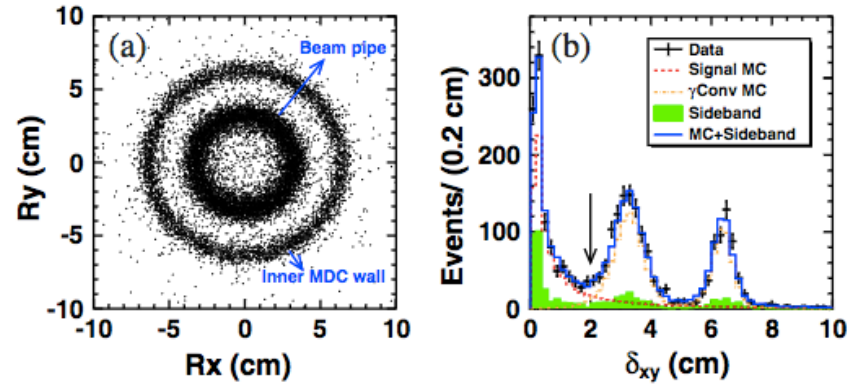 (a)
Beam pipe
Inner MDC wall
10
5
0
-5
-10
Ry (cm)
-10 -5 0 5 10
Rx (cm)
(b)
Data
Signal MC
γConv MC
Sideband
MC+Sideband
300
200
100
0
Events/ (0.2 cm)
0 2 4 6 8 10
δxy (cm)